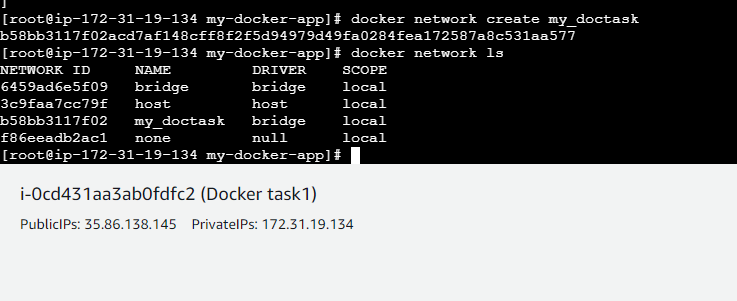 ]
[root@ip-172-31-19-134 my-docker-app]# docker network create my_doctask
b58bb3117f02acd7af148cff8f2f5d94979d49fa0284fea172587a8c531aa577
[root@ip-172-31-19-134 my-docker-app]# docker network ls
NETWORK ID     NAME         DRIVER    SCOPE
6459ad6e5f09   bridge       bridge    local
3c9faa7cc79f   host         host      local
b58bb3117f02   my_doctask   bridge    local
f86eeadb2ac1   none         null      local
[root@ip-172-31-19-134 my-docker-app]#
i-0cd431aa3ab0fdfc2 (Docker task1)
PublicIPs: 35.86.138.145    PrivateIPs: 172.31.19.134